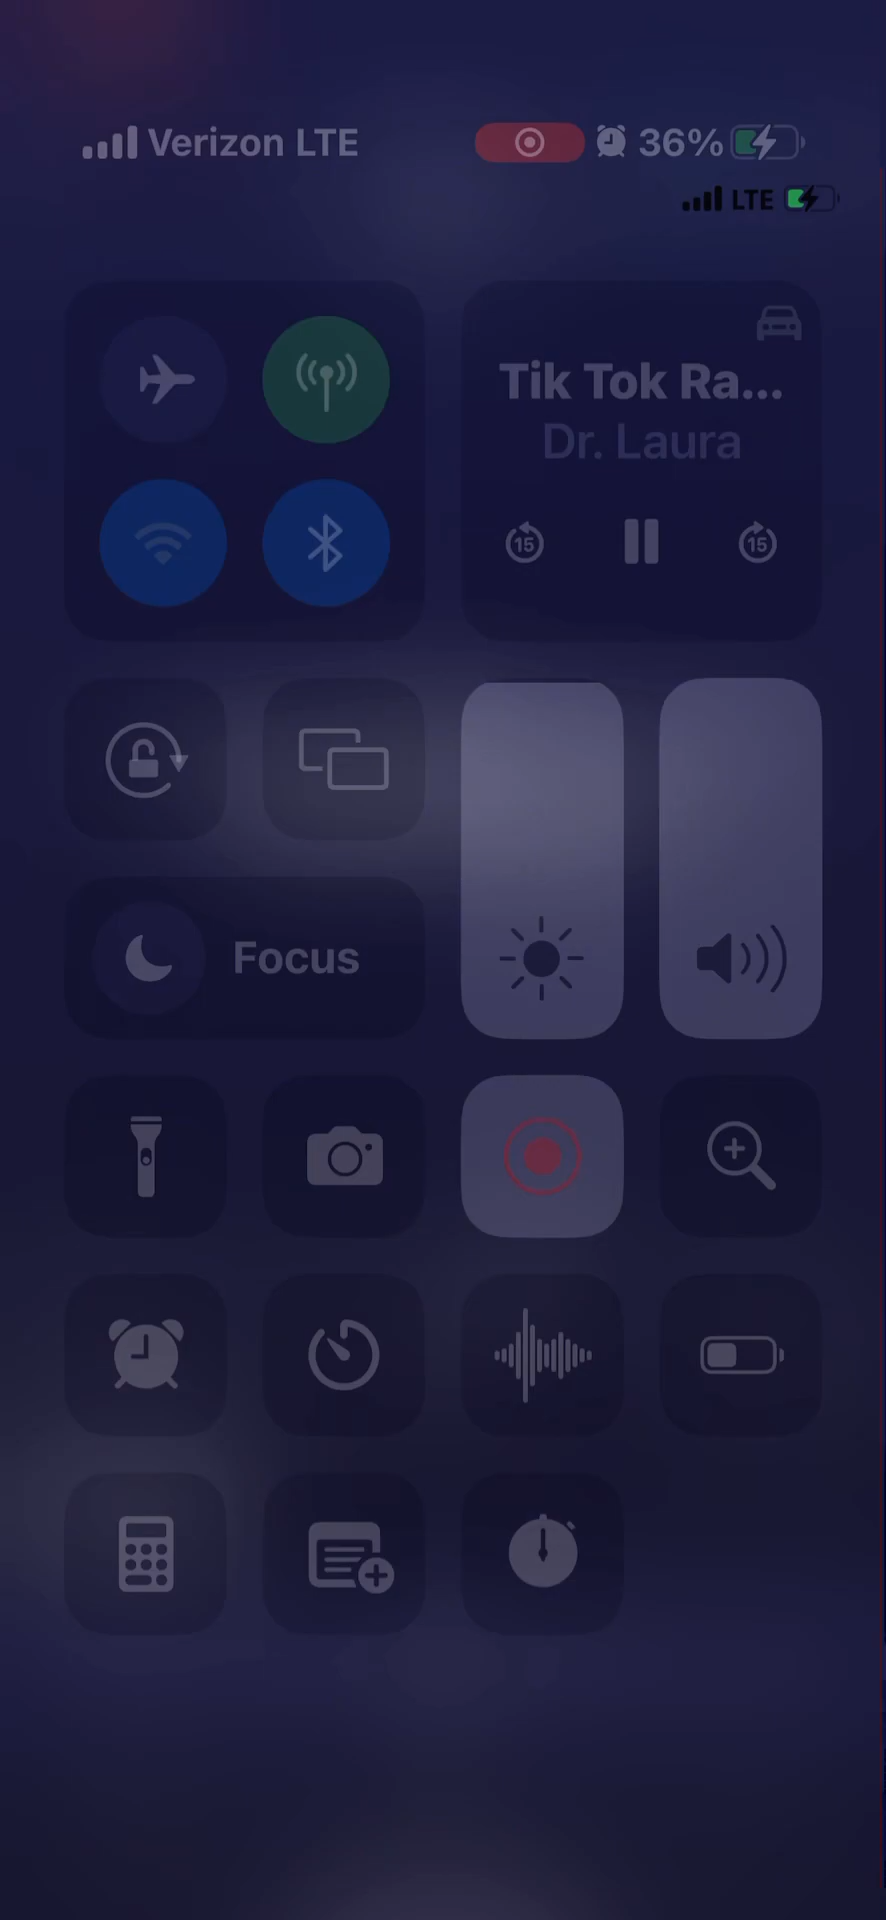 Verizon LTE 36%
LTE
Tik Tok Ra...
Dr. Laura
15 15
Focus